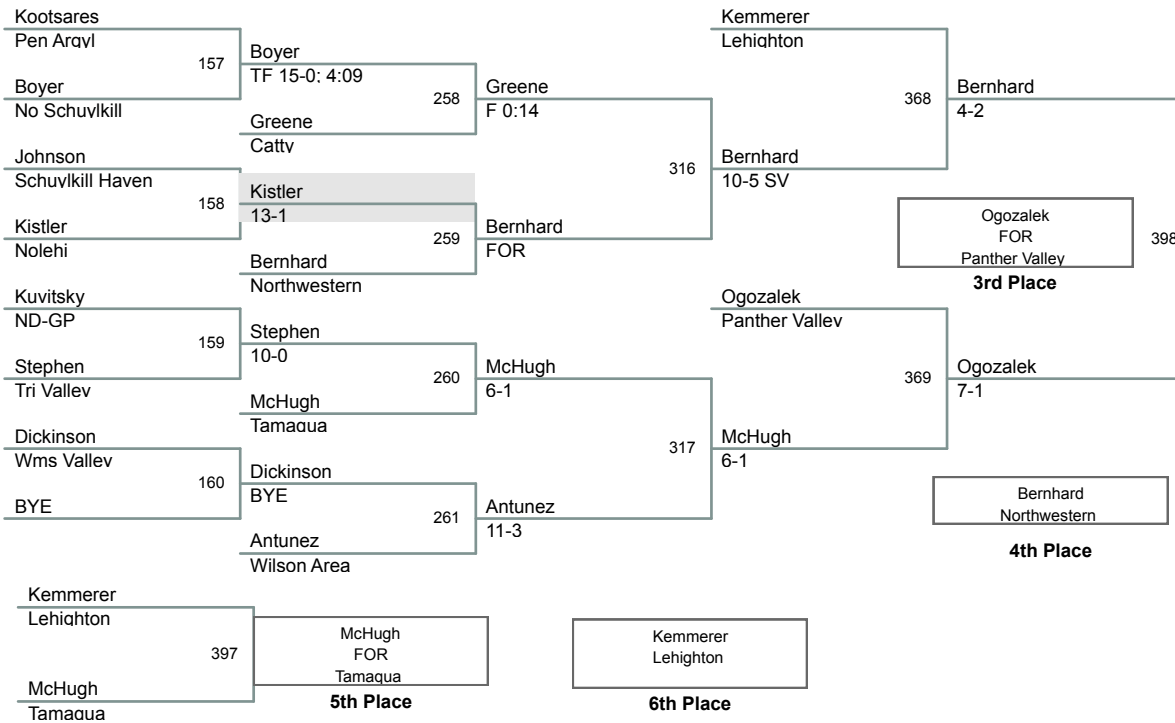 Kootsares
Pen Argyl
157
Boyer
No Schuylkill
Johnson
Schuylkill Haven
158
Kistler
Nolehi
Kuvitsky
ND-GP
159
Stephen
Tri Valley
Dickinson
Wms Valley
160
BYE
Boyer
TF 15-0; 4:09
258
Greene
Catty
Kistler
13-1
259
Bernhard
Northwestern
Stephen
10-0
260
McHugh
Tamaqua
Dickinson
BYE
261
Antunez
Wilson Area
Greene
F 0:14
316
Bernhard
FOR
McHugh
6-1
317
Antunez
11-3
Kemmerer
Lehighton
368
Bernhard
10-5 SV
Ogozalek
Panther Valley
369
McHugh
6-1
Bernhard
4-2
398
Ogozalek
7-1
Ogozalek
FOR
Panther Valley
3rd Place
Bernhard
Northwestern
4th Place
Kemmerer
Lehighton
397
McHugh
Tamaqua
McHugh
FOR
Tamaqua
5th Place
Kemmerer
Lehighton
6th Place